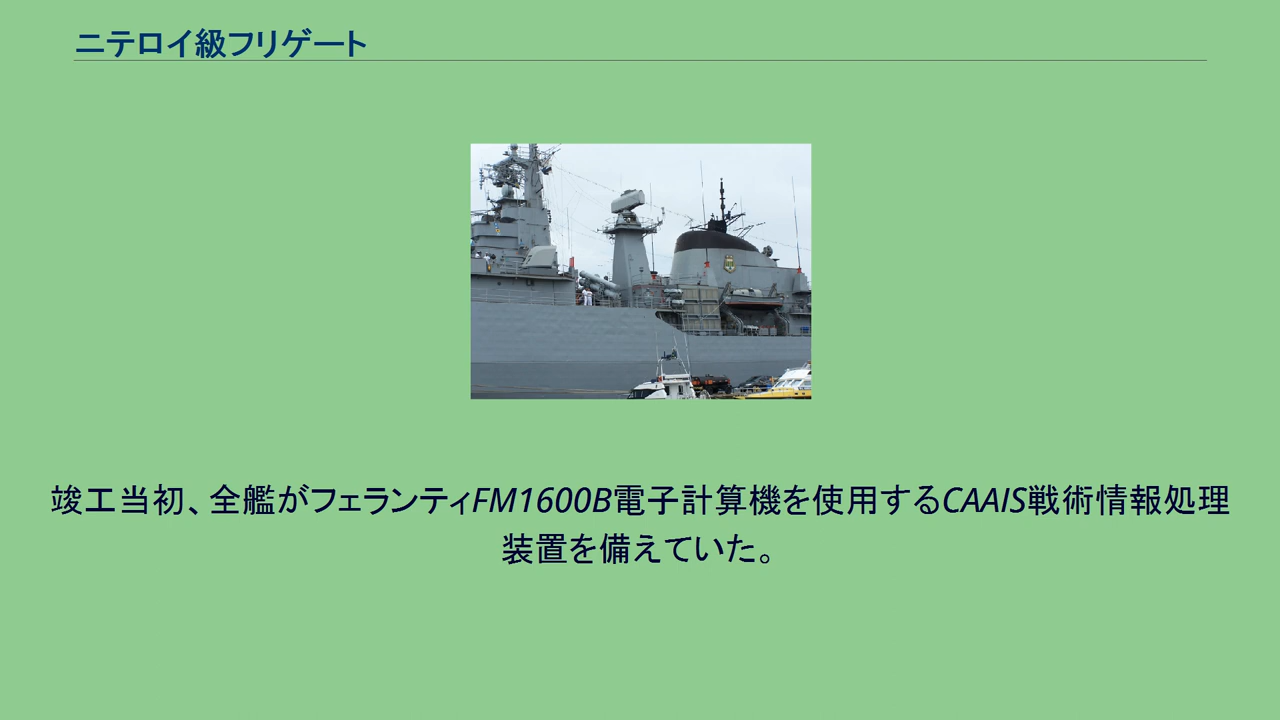 ニテロイ級フリゲート
竣工当初、全艦がフェランティFM1600B電子計算機を使用するCAAIS戦術情報処理
装置を備えていた。